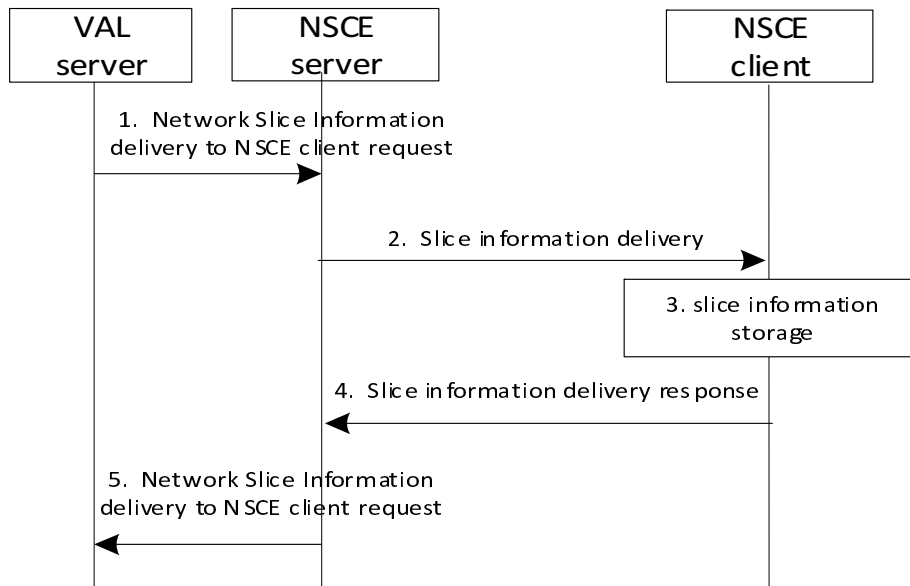 VAL
server
NSCE
server
NSCE
client
1. Network Slice Information
delivery to NSCE client request
2. Slice information delivery
3. slice information
storage
4. Slice information delivery response
5. Network Slice Information
delivery to NSCE client request